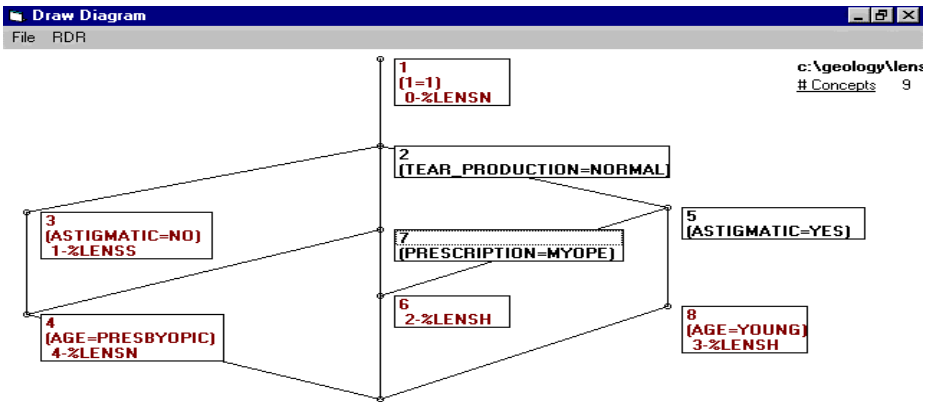 Draw Diagram
File RDR
c:\geology\lens
# Concepts 9
1
(1=1)
0-%LENSN
2
(TEAR_PRODUCTION=NORMAL)
3
(ASTIGMATIC=NO)
1-%LENSS
5
(ASTIGMATIC=YES)
7
(PRESCRIPTION=MYOPE)
6
2-%LENSH
4
(AGE=PRESBYOPIC)
4-%LENSN
8
(AGE=YOUNG)
3-%LENSH